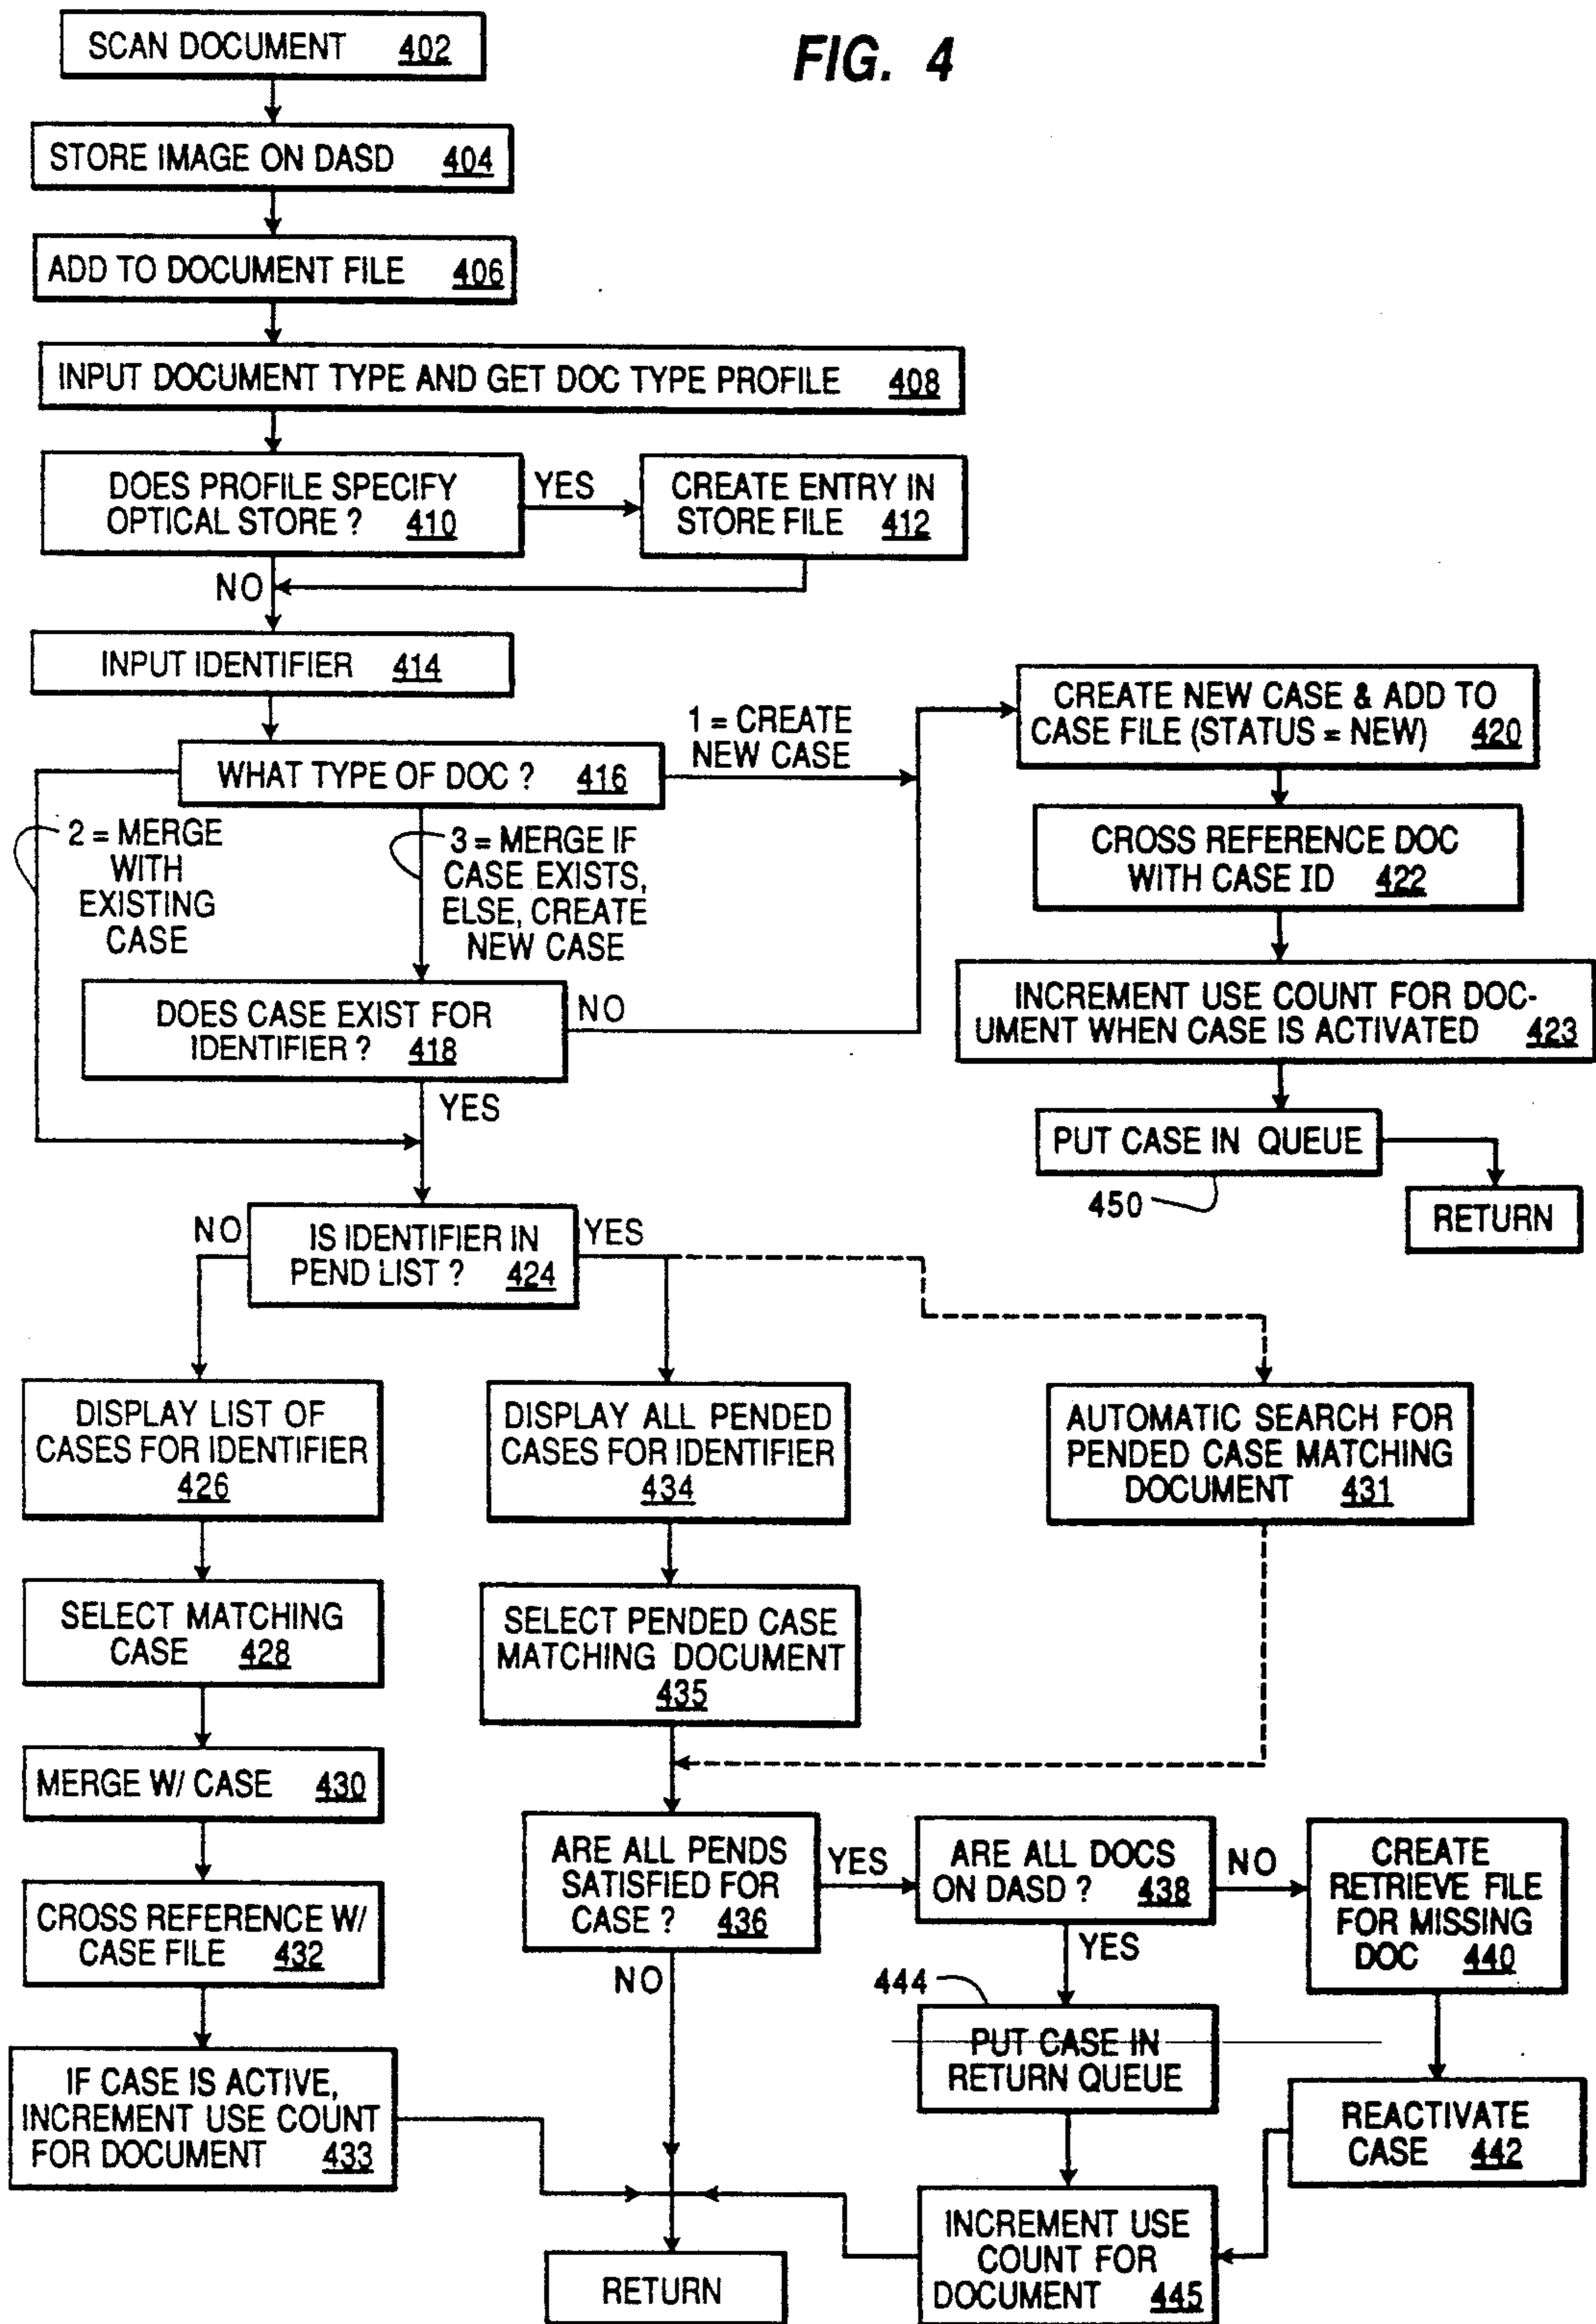 FIG. 4
SCAN DOCUMENT 402
STORE IMAGE ON DASD 404
ADD TO DOCUMENT FILE 406
INPUT DOCUMENT TYPE AND GET DOC TYPE PROFILE 408
DOES PROFILE SPECIFY
OPTICAL STORE ? 410
YES
CREATE ENTRY IN
STORE FILE 412
NO
INPUT IDENTIFIER 414
WHAT TYPE OF DOC ? 416
1 = CREATE
NEW CASE
2 = MERGE
WITH
EXISTING
CASE
3 = MERGE IF
CASE EXISTS,
ELSE, CREATE
NEW CASE
CREATE NEW CASE & ADD TO
CASE FILE (STATUS = NEW) 420
CROSS REFERENCE DOC
WITH CASE ID 422
INCREMENT USE COUNT FOR DOC-
UMENT WHEN CASE IS ACTIVATED 423
PUT CASE IN QUEUE
450
RETURN
DOES CASE EXIST FOR
IDENTIFIER ? 418
NO
YES
IS IDENTIFIER IN
PEND LIST ? 424
NO
YES
DISPLAY LIST OF
CASES FOR IDENTIFIER
426
SELECT MATCHING
CASE 428
MERGE W/ CASE 430
CROSS REFERENCE W/
CASE FILE 432
IF CASE IS ACTIVE,
INCREMENT USE COUNT
FOR DOCUMENT 433
DISPLAY ALL PENDED
CASES FOR IDENTIFIER
434
SELECT PENDED CASE
MATCHING DOCUMENT
435
AUTOMATIC SEARCH FOR
PENDED CASE MATCHING
DOCUMENT 431
ARE ALL PENDS
SATISFIED FOR
CASE ? 436
YES
NO
ARE ALL DOCS
ON DASD ? 438
NO
YES
CREATE
RETRIEVE FILE
FOR MISSING
DOC 440
444
PUT CASE IN
RETURN QUEUE
REACTIVATE
CASE 442
INCREMENT USE
COUNT FOR
DOCUMENT 445
RETURN